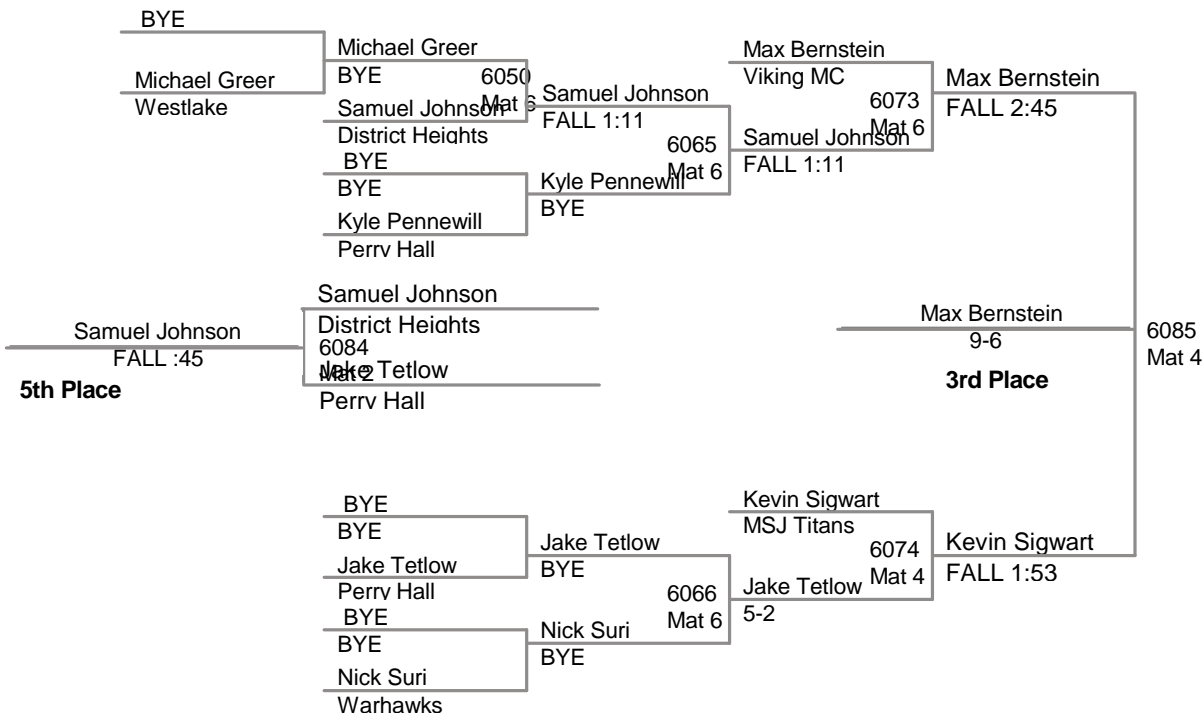 BYE
Michael Greer
Westlake
Michael Greer
BYE
6050
Mat 6
Samuel Johnson
District Heights
Samuel Johnson
FALL 1:11
BYE
BYE
Kyle Pennewill
Perry Hall
Kyle Pennewill
BYE
6065
Mat 6
Max Bernstein
Viking MC
6073
Mat 6
Samuel Johnson
FALL 1:11
Max Bernstein
FALL 2:45
Samuel Johnson
District Heights
6084
Mat 2
Jake Tetlow
Perry Hall
Samuel Johnson
FALL :45
5th Place
Max Bernstein
9-6
3rd Place
6085
Mat 4
BYE
BYE
Jake Tetlow
Perry Hall
Jake Tetlow
BYE
BYE
BYE
Nick Suri
Warhawks
Nick Suri
BYE
6066
Mat 6
Kevin Sigwart
MSJ Titans
6074
Mat 4
Jake Tetlow
5-2
Kevin Sigwart
FALL 1:53